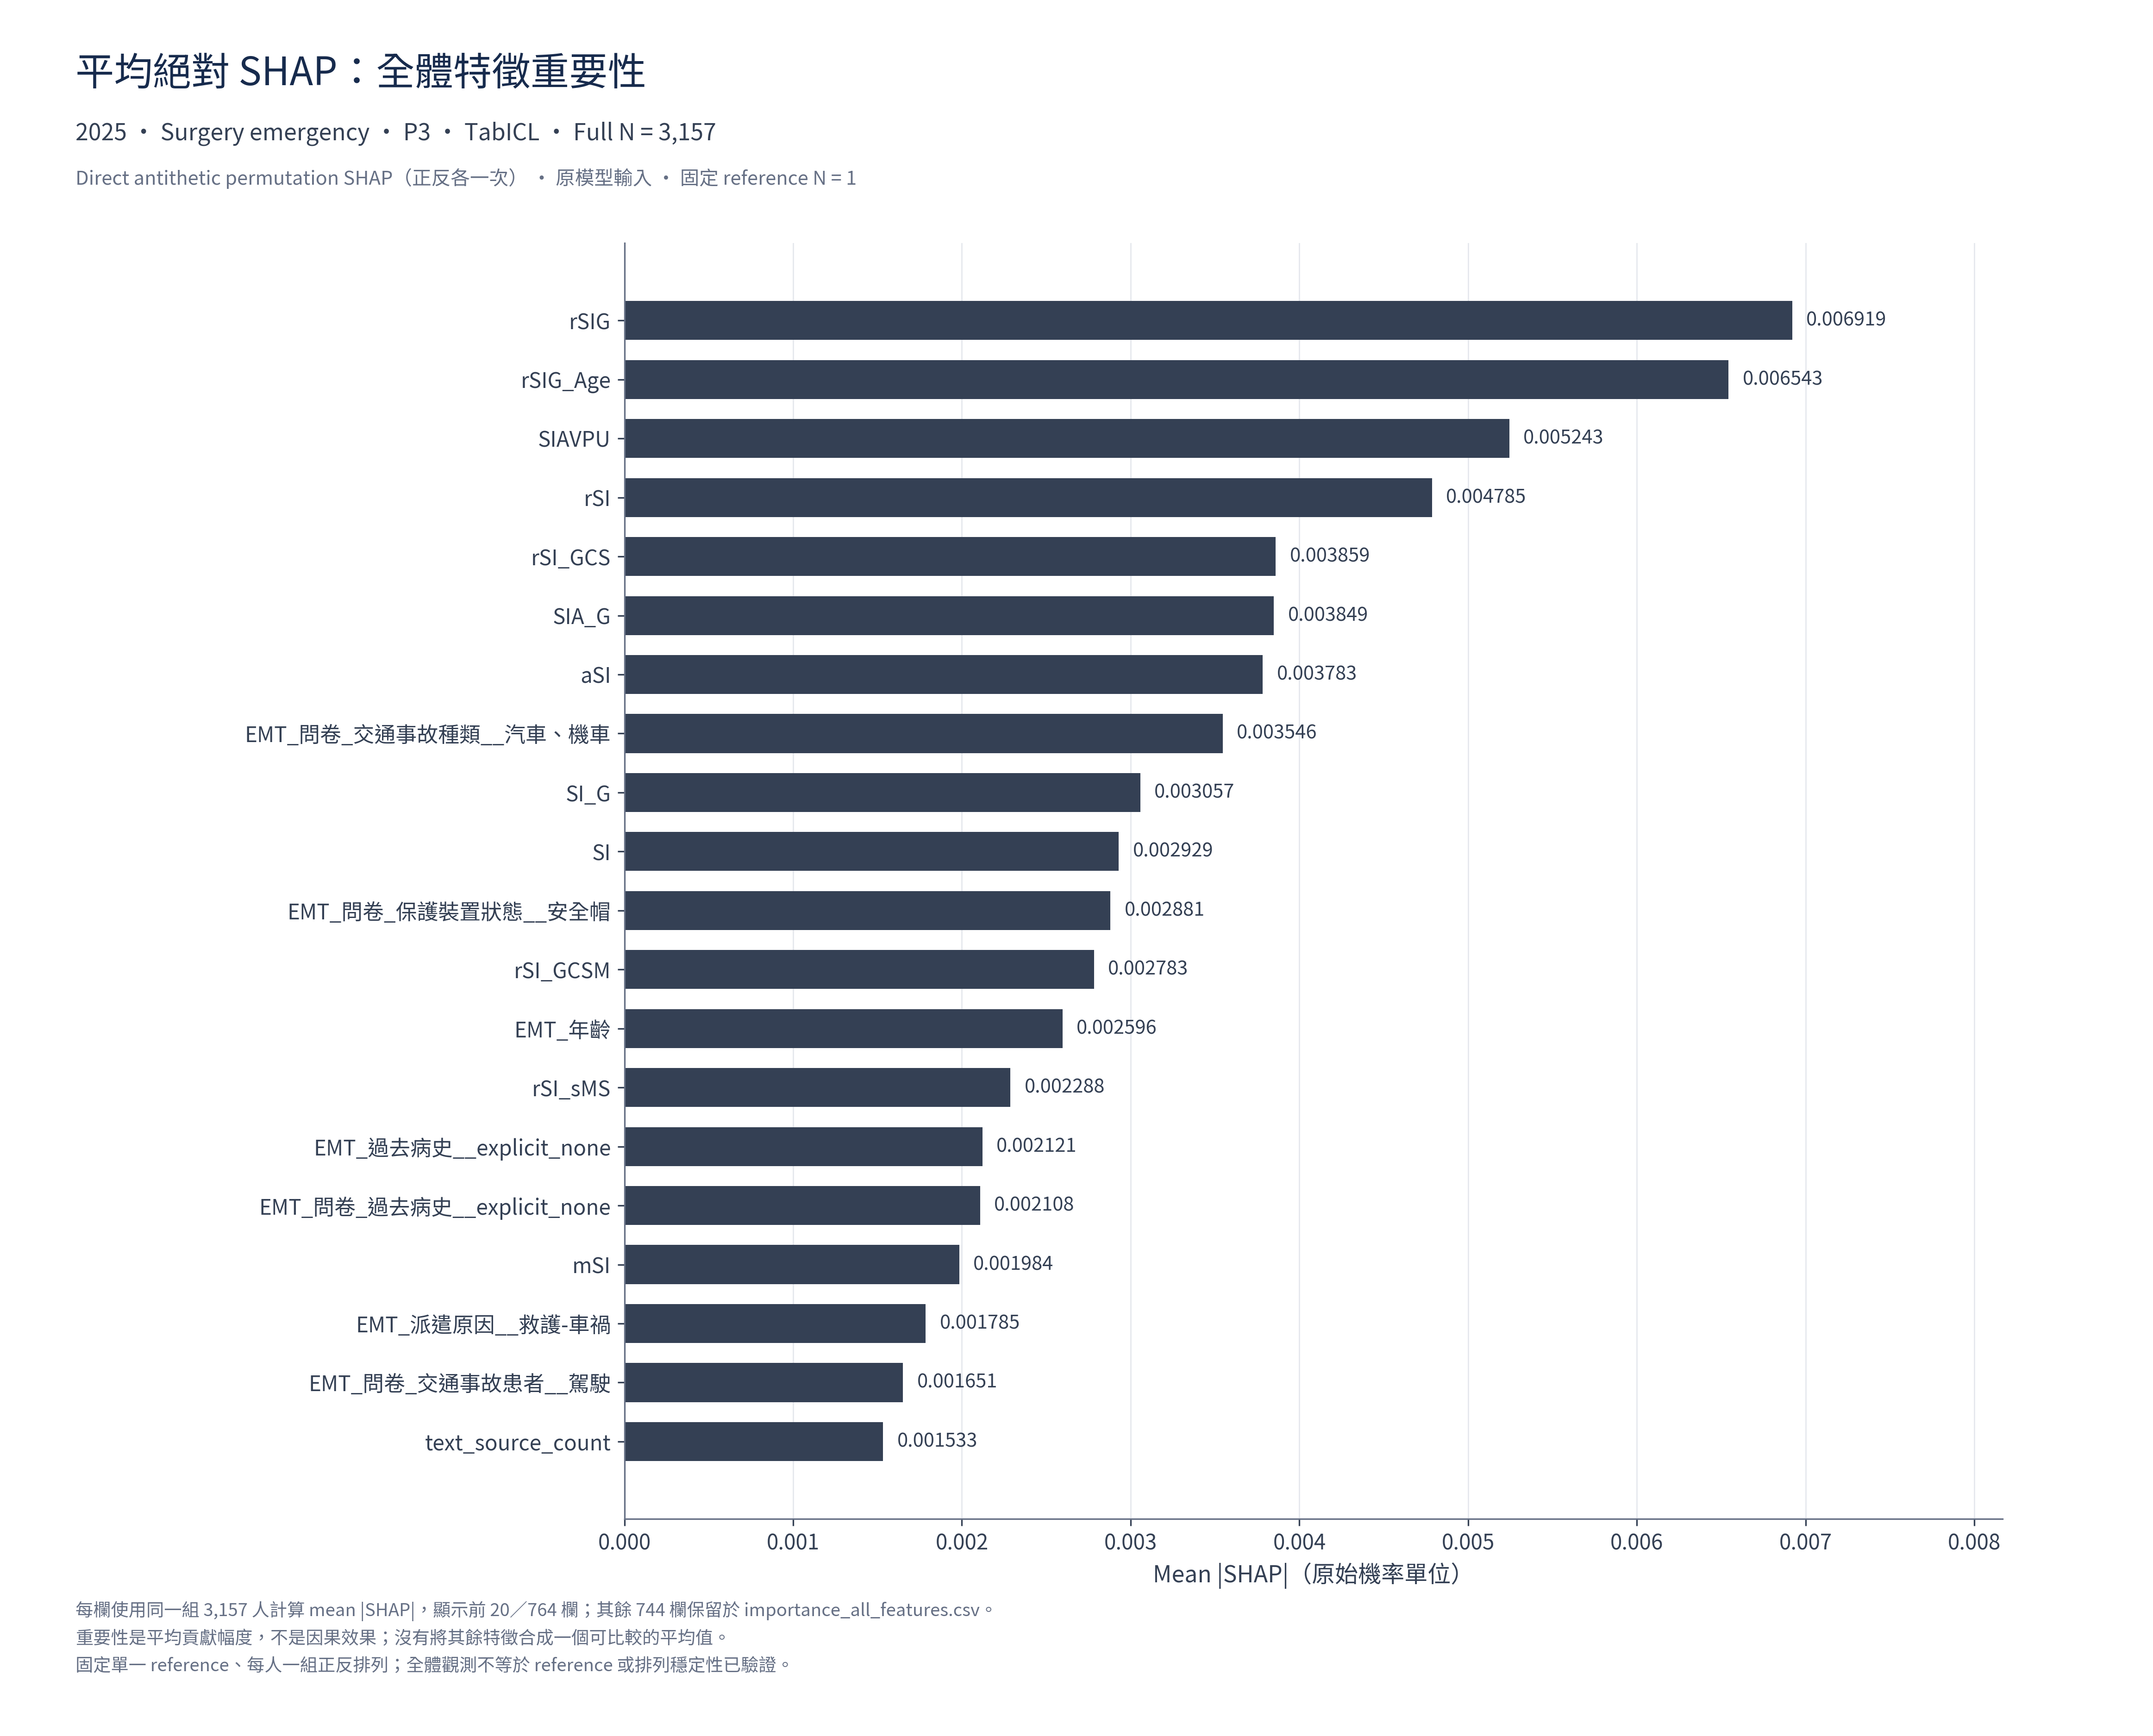 平均絕對 SHAP：全體特徵重要性
2025 • Surgery emergency • P3 • TabICL • Full N = 3,157
Direct antithetic permutation SHAP（正反各一次） • 原模型輸入 • 固定 reference N = 1
rSIG 0.006919
rSIG_Age 0.006543
SIAVPU 0.005243
rSI 0.004785
rSI_GCS 0.003859
SIA_G 0.003849
aSI 0.003783
EMT_問卷_交通事故種類__汽車、機車 0.003546
SI_G 0.003057
SI 0.002929
EMT_問卷_保護裝置狀態__安全帽 0.002881
rSI_GCSM 0.002783
EMT_年齡 0.002596
rSI_sMS 0.002288
EMT_過去病史__explicit_none 0.002121
EMT_問卷_過去病史__explicit_none 0.002108
mSI 0.001984
EMT_派遣原因__救護-車禍 0.001785
EMT_問卷_交通事故患者__駕駛 0.001651
text_source_count 0.001533
0.000 0.001 0.002 0.003 0.004 0.005 0.006 0.007 0.008
Mean |SHAP|（原始機率單位）
每欄使用同一組 3,157 人計算 mean |SHAP|，顯示前 20／764 欄；其餘 744 欄保留於 importance_all_features.csv。
重要性是平均貢獻幅度，不是因果效果；沒有將其餘特徵合成一個可比較的平均值。
固定單一 reference、每人一組正反排列；全體觀測不等於 reference 或排列穩定性已驗證。